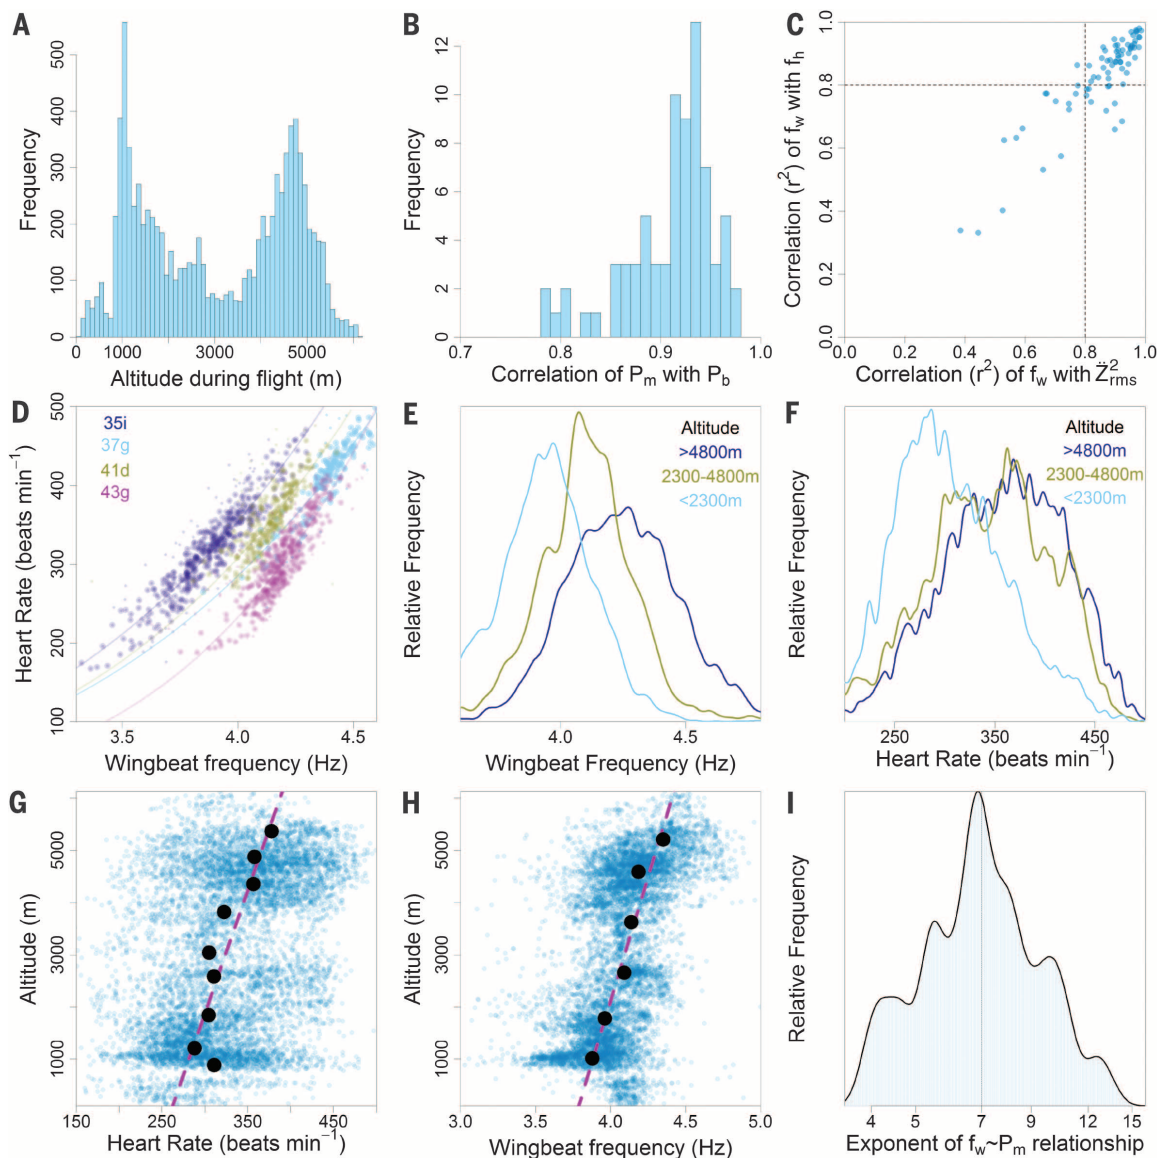 A
Frequency
500
400
300
200
100
0
0 1000 3000 5000
Altitude during flight (m)
B
Frequency
12
10
8
6
4
2
0
0.7 0.8 0.9 1.0
Correlation of Pm with Pb
C
Correlation (r²) of fw with fh
1.0
0.8
0.6
0.4
0.2
0.0
0.0 0.2 0.4 0.6 0.8 1.0
Correlation (r²) of fw with Z̈²rms
D
Heart Rate (beats min⁻¹)
500
400
300
200
100
35i
37g
41d
43g
3.5 4.0 4.5
Wingbeat frequency (Hz)
E
Relative Frequency
Altitude
>4800m
2300-4800m
<2300m
4.0 4.5
Wingbeat Frequency (Hz)
F
Relative Frequency
Altitude
>4800m
2300-4800m
<2300m
250 350 450
Heart Rate (beats min⁻¹)
G
Altitude (m)
5000
3000
1000
150 250 350 450
Heart Rate (beats min⁻¹)
H
Altitude (m)
5000
3000
1000
3.0 3.5 4.0 4.5 5.0
Wingbeat frequency (Hz)
I
Relative Frequency
4 5 7 9 12 15
Exponent of fw~Pm relationship